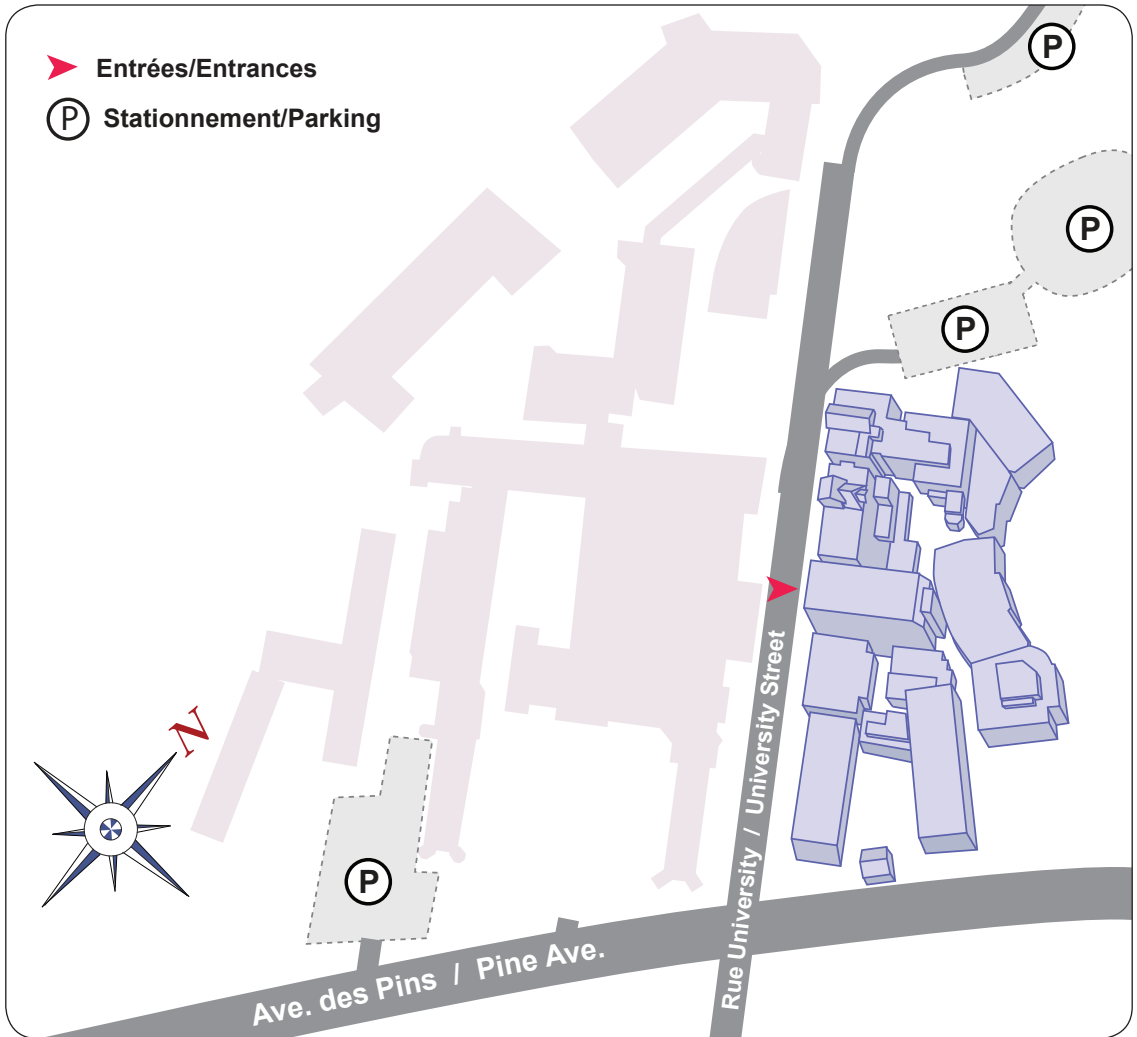 Entrées/Entrances
P Stationnement/Parking
P
P
P
N
P
Rue University / University Street
Ave. des Pins / Pine Ave.